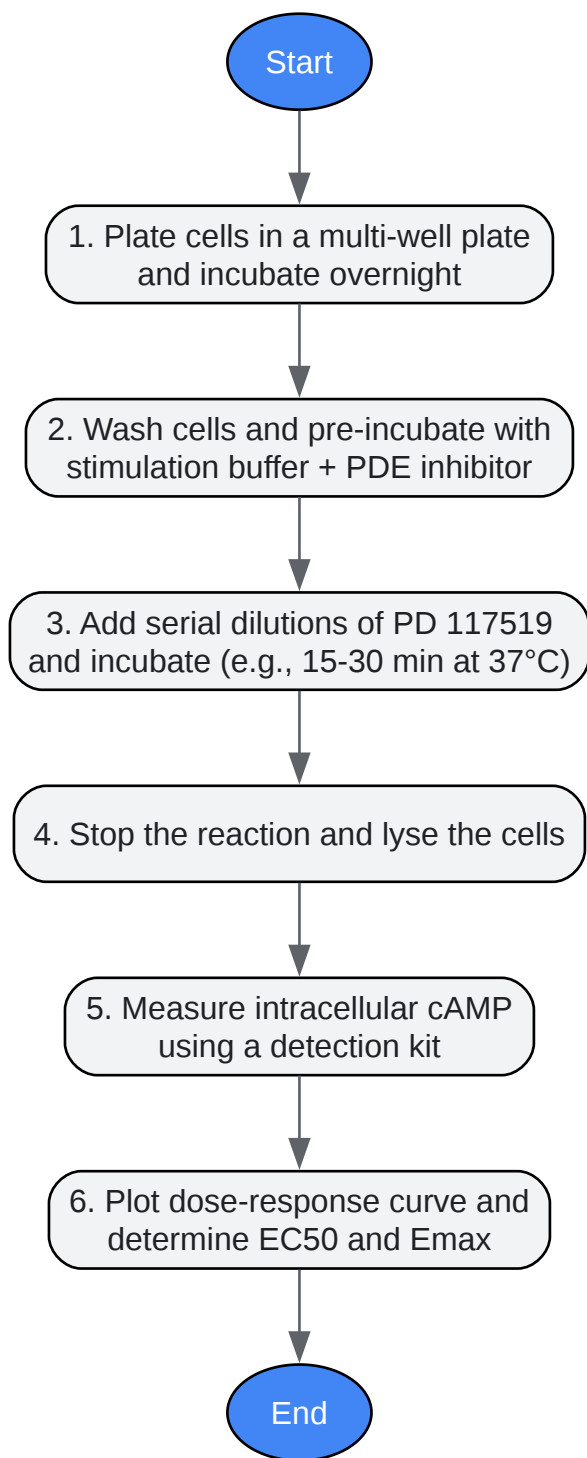 Start
1. Plate cells in a multi-well plate
and incubate overnight
2. Wash cells and pre-incubate with
stimulation buffer + PDE inhibitor
3. Add serial dilutions of PD 117519
and incubate (e.g., 15-30 min at 37°C)
4. Stop the reaction and lyse the cells
5. Measure intracellular cAMP
using a detection kit
6. Plot dose-response curve and
determine EC50 and Emax
End